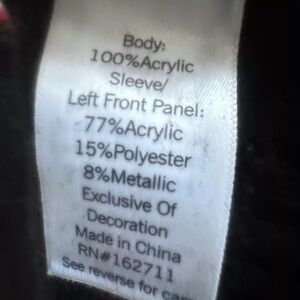 Body:
100%Acrylic
Sleeve/
Left Front Panel:
77%Acrylic
15%Polyester
8%Metallic
Exclusive Of
Decoration
Made in China
RN#162711
See reverse for care